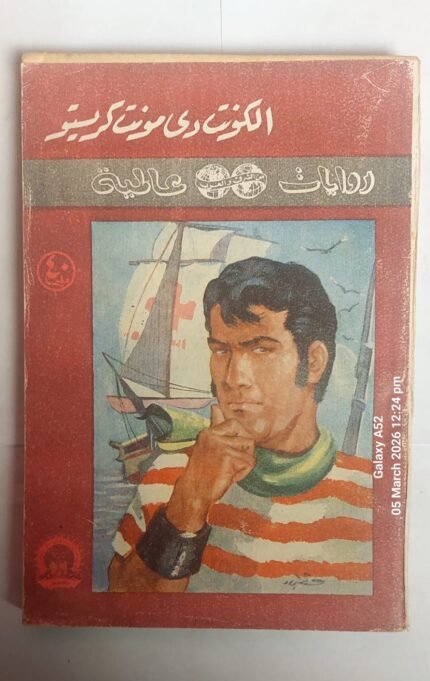 الكونت دى مونت كريستو
روايات عالمية
٤٠
Galaxy A52
05 March 2026 12:24 pm